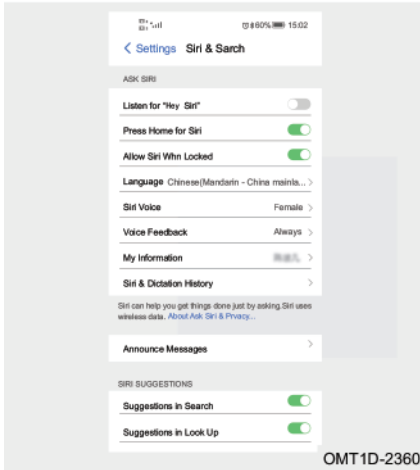 60% 15:02
Settings Siri & Sarch
ASK SIRI
Listen for "Hey Siri"
Press Home for Siri
Allow Siri Whn Locked
Language Chinese(Mandarin - China mainla...
Siri Voice Female
Voice Feedback Always
My Information
Siri & Dictation History
Siri can help you get things done just by asking.Siri uses
wireless data. About Ask Siri & Privacy...
Announce Messages
SIRI SUGGESTIONS
Suggestions in Search
Suggestions in Look Up
OMT1D-2360